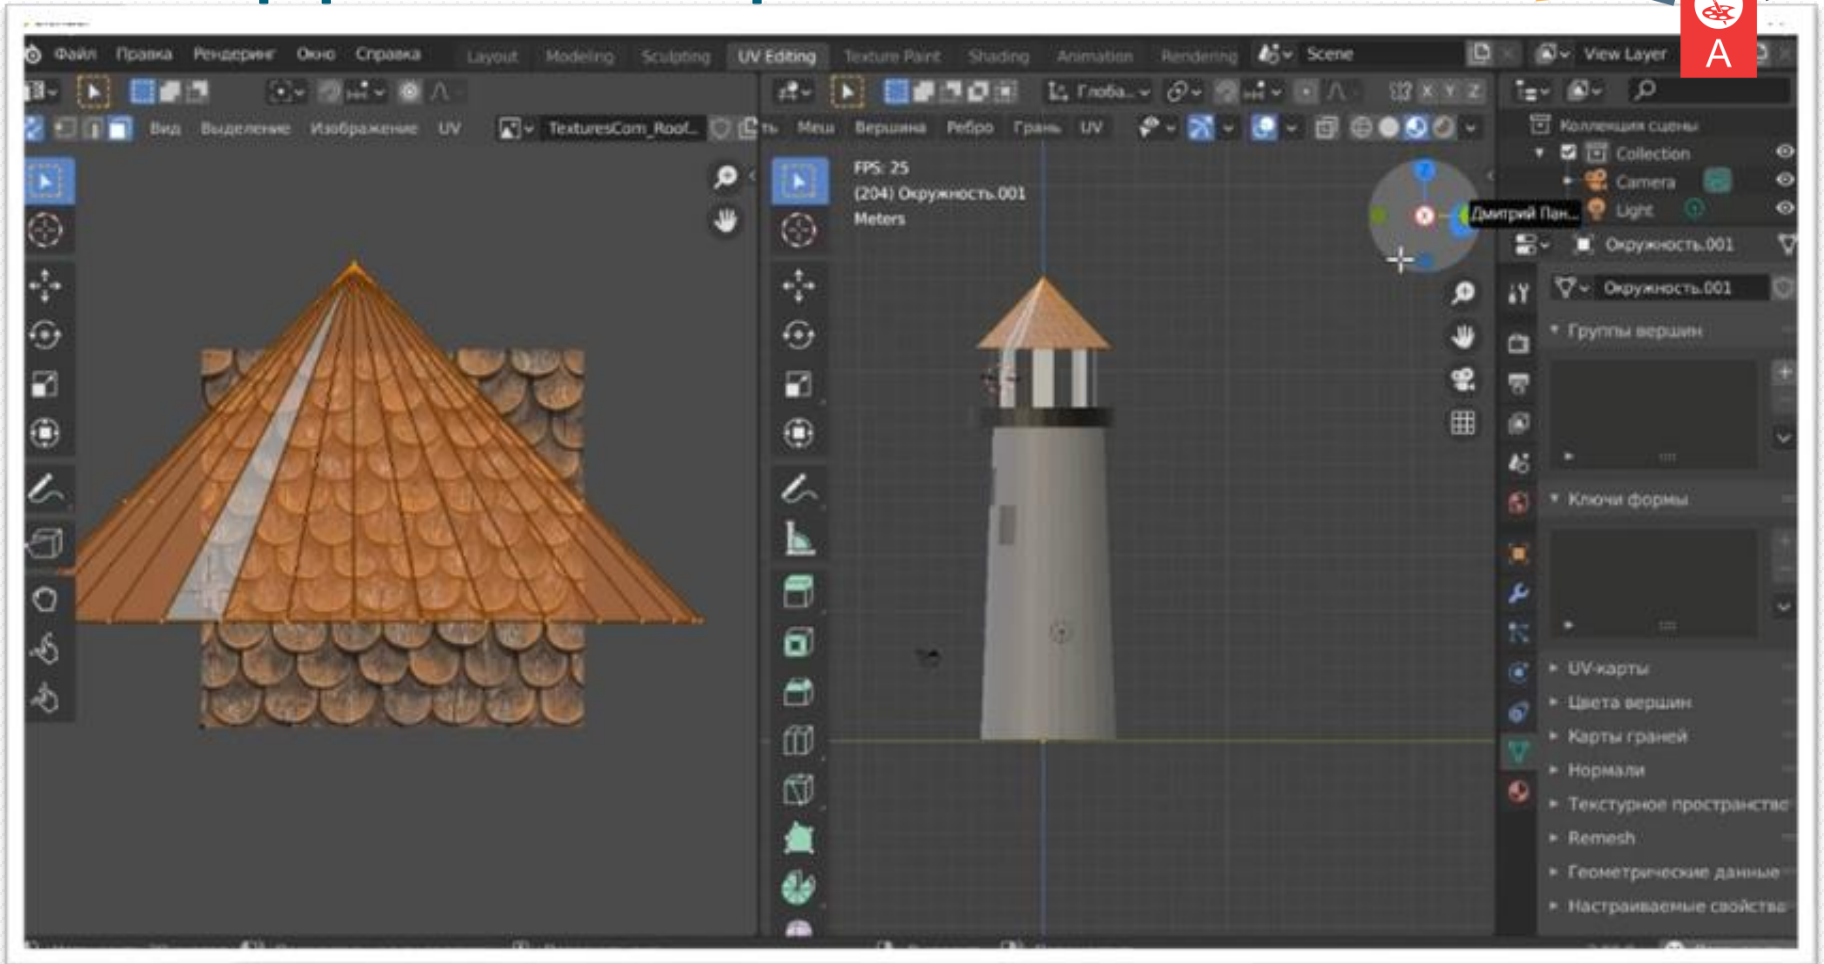 A
Файл Правка Рендеринг Окно Справка Layout Modeling Sculpting UV Editing Texture Paint Shading Animation Rendering Scene View Layer
Глоба... X Y Z
Вид Выделение Изображение UV TexturesCom_Roof... Меш Вершина Ребро Грань UV
FPS: 25
(204) Окружность.001
Meters
Z
X
Коллекция сцены
Collection
Camera
Light
Дмитрий Пан...
Окружность.001
Окружность.001
Группы вершин
Ключи формы
UV-карты
Цвета вершин
Карты граней
Нормали
Текстурное пространство
Remesh
Геометрические данные
Настраиваемые свойства